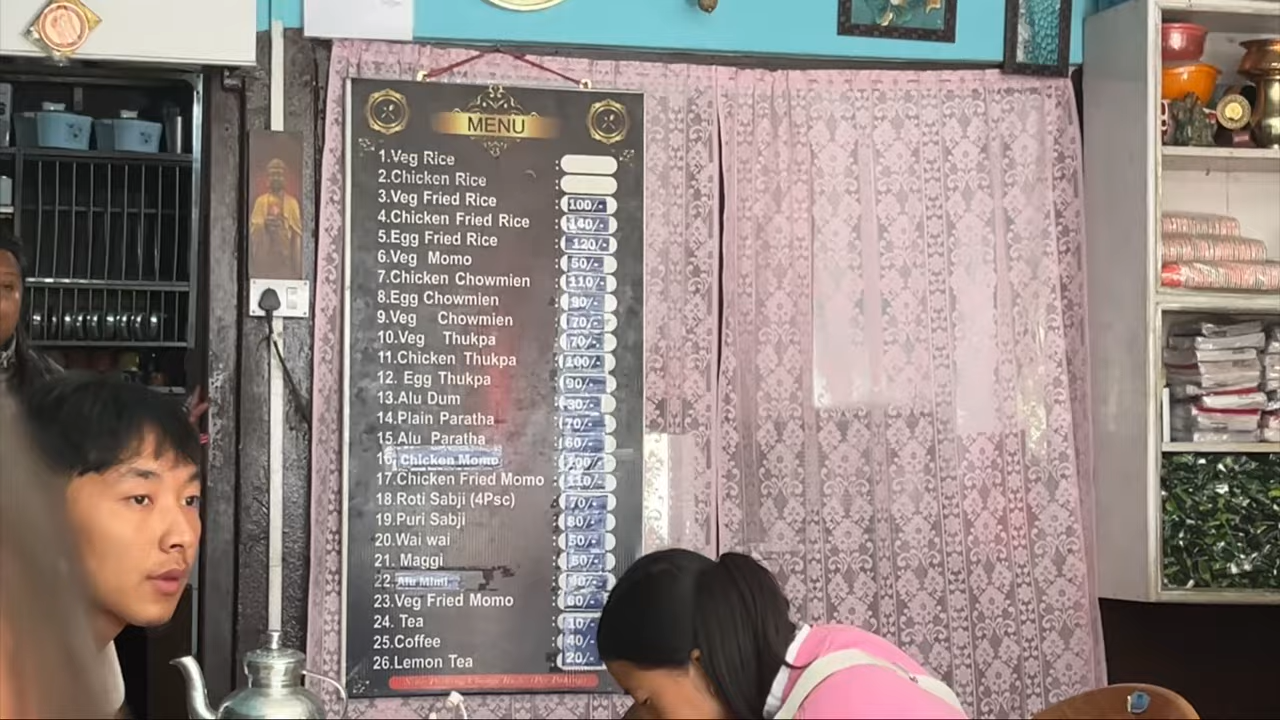 MENU
1.Veg Rice :
2.Chicken Rice :
3.Veg Fried Rice : 100/-
4.Chicken Fried Rice : 140/-
5.Egg Fried Rice : 120/-
6.Veg Momo : 50/-
7.Chicken Chowmien : 110/-
8.Egg Chowmien : 90/-
9.Veg Chowmien : 70/-
10.Veg Thukpa : 70/-
11.Chicken Thukpa : 100/-
12. Egg Thukpa : 90/-
13.Alu Dum : 30/-
14.Plain Paratha : 70/-
15.Alu Paratha : 60/-
16. Chicken Momo : 100/-
17.Chicken Fried Momo : 110/-
18.Roti Sabji (4Psc) : 70/-
19.Puri Sabji : 80/-
20.Wai wai : 50/-
21. Maggi : 50/-
22. Alu Mimi :
23.Veg Fried Momo : 60/-
24. Tea : 10/-
25.Coffee : 40/-
26.Lemon Tea : 20/-